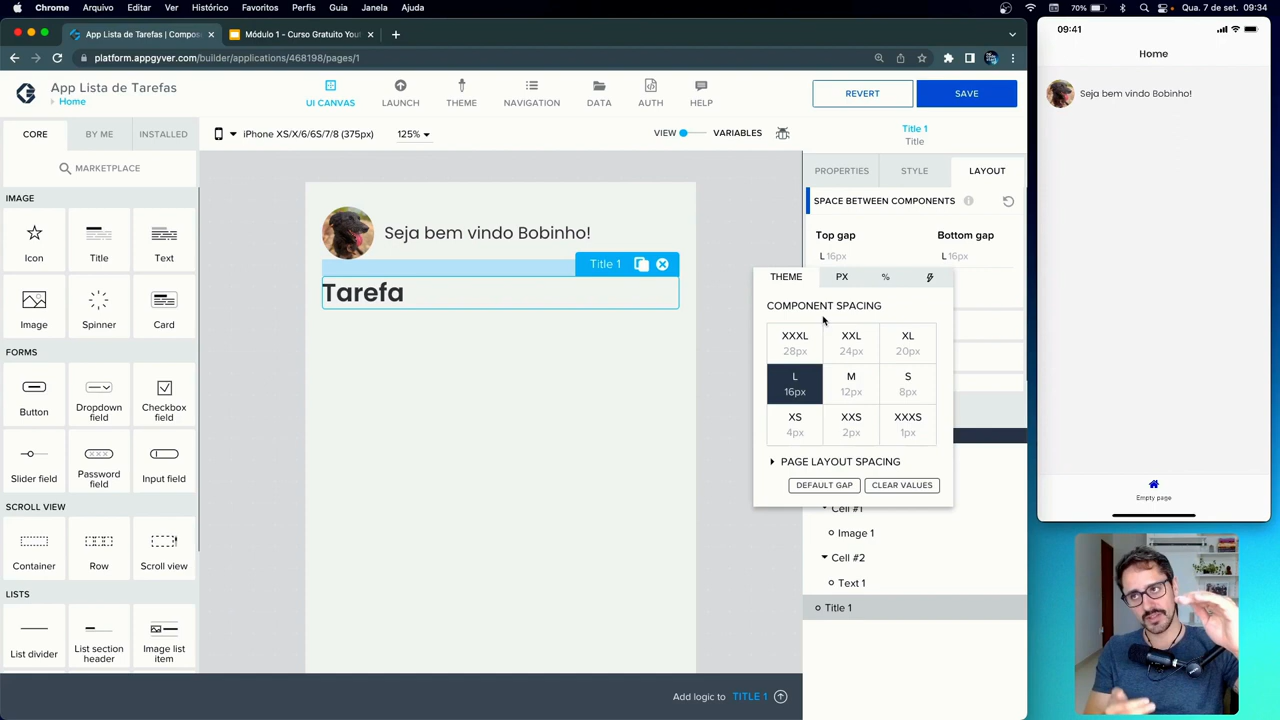 Chrome Arquivo Editar Ver Histórico Favoritos Perfis Guia Janela Ajuda
70% Qua. 7 de set. 09:34
App Lista de Tarefas | Compos
Módulo 1 - Curso Gratuito Yout
platform.appgyver.com/builder/applications/468198/pages/1
App Lista de Tarefas
Home
UI CANVAS
LAUNCH
THEME
NAVIGATION
DATA
AUTH
HELP
REVERT
SAVE
CORE
BY ME
INSTALLED
iPhone XS/X/6/6S/7/8 (375px)
125%
VIEW
VARIABLES
MARKETPLACE
IMAGE
Icon
Title
Text
Image
Spinner
Card
FORMS
Button
Dropdown field
Checkbox field
Slider field
Password field
Input field
SCROLL VIEW
Container
Row
Scroll view
LISTS
List divider
List section header
Image list item
Seja bem vindo Bobinho!
Title 1
Tarefa
Add logic to TITLE 1
Title 1
Title
PROPERTIES
STYLE
LAYOUT
SPACE BETWEEN COMPONENTS
Top gap
Bottom gap
L 16px
L 16px
THEME
PX
%
COMPONENT SPACING
XXXL
28px
XXL
24px
XL
20px
L
16px
M
12px
S
8px
XS
4px
XXS
2px
XXXS
1px
PAGE LAYOUT SPACING
DEFAULT GAP
CLEAR VALUES
Cell #1
Image 1
Cell #2
Text 1
Title 1
09:41
Home
Seja bem vindo Bobinho!
Empty page